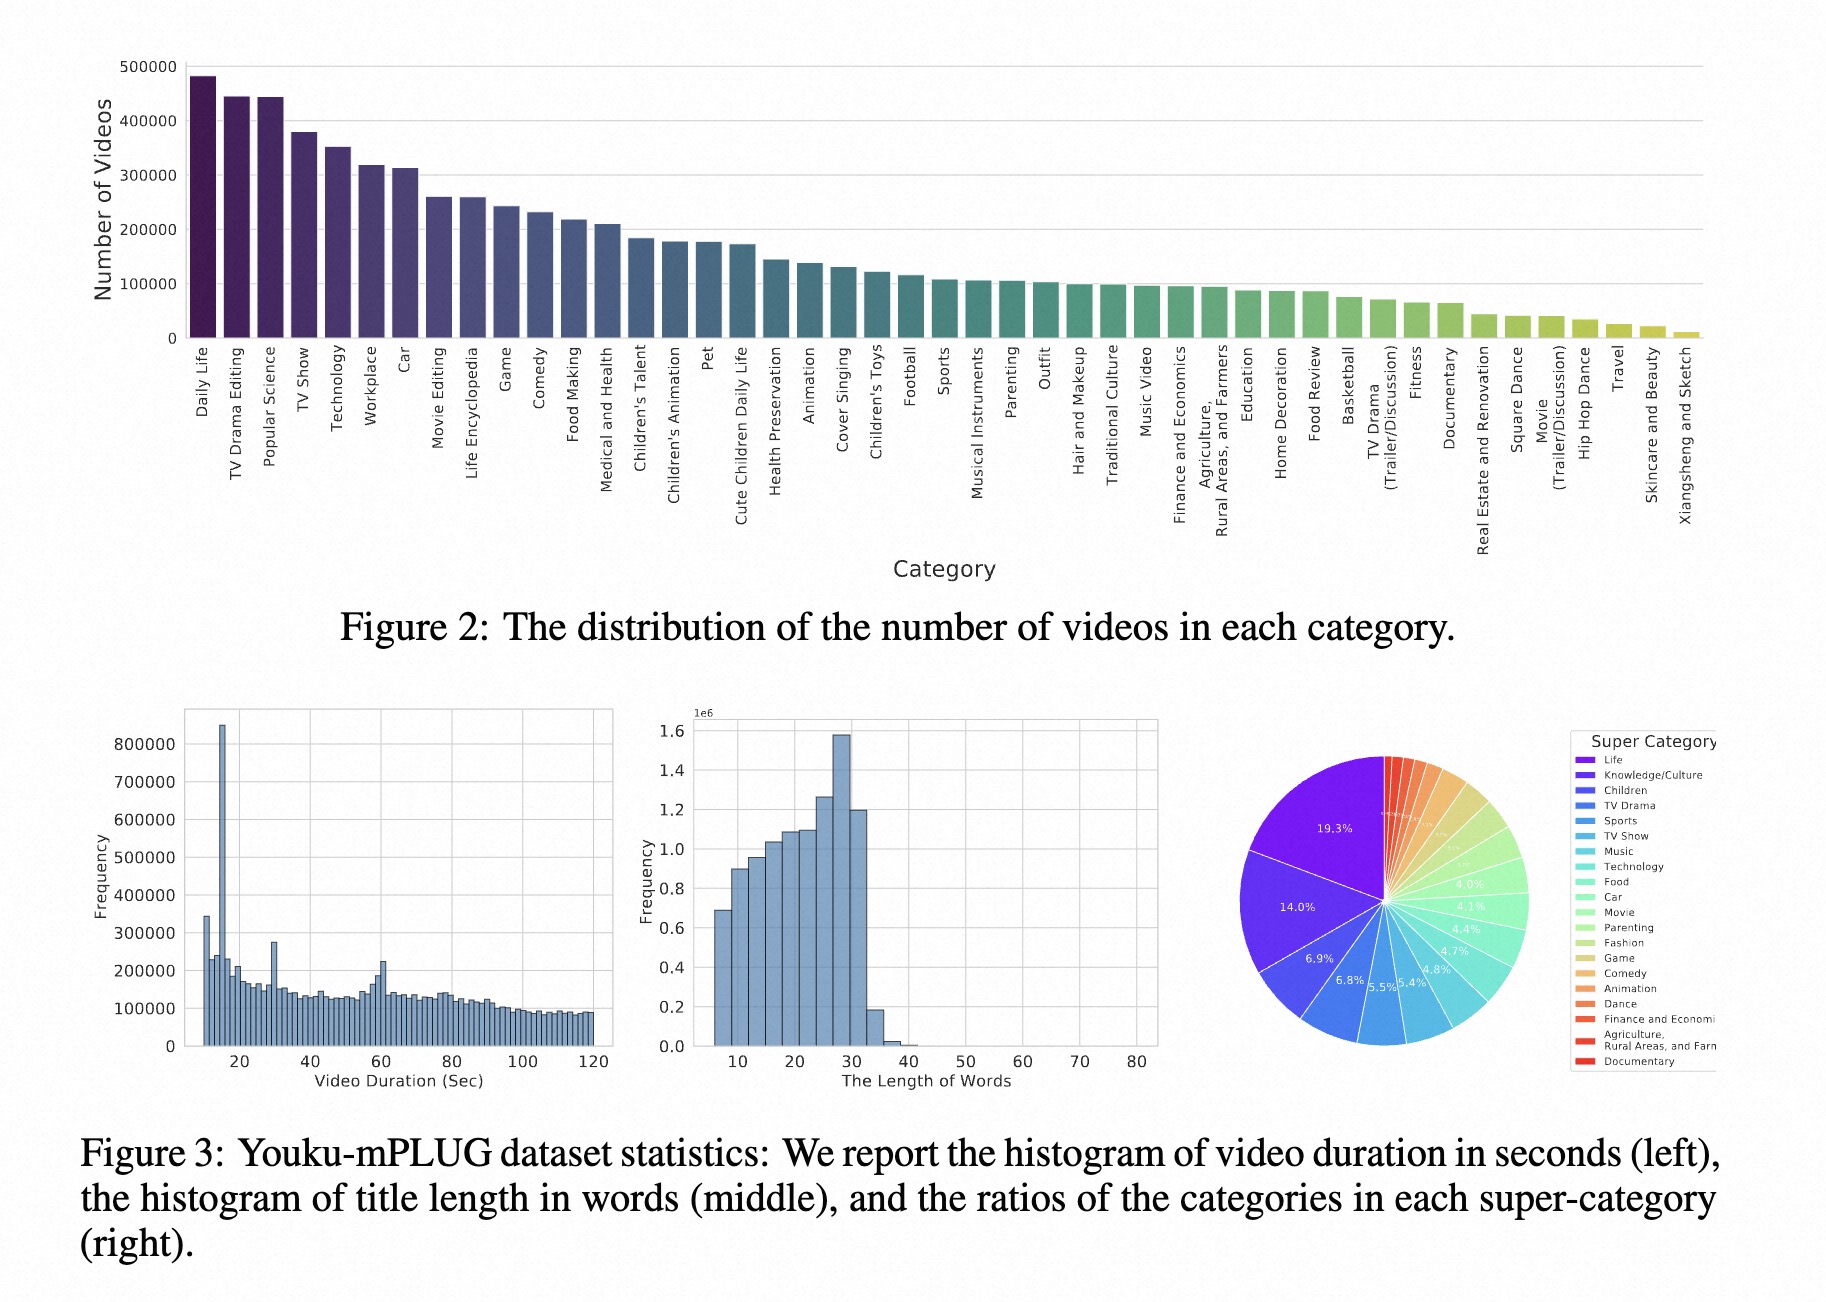 500000
400000
300000
200000
100000
0
Number of Videos
Daily Life
TV Drama Editing
Popular Science
TV Show
Technology
Workplace
Car
Movie Editing
Life Encyclopedia
Game
Comedy
Food Making
Medical and Health
Children's Talent
Children's Animation
Pet
Cute Children Daily Life
Health Preservation
Animation
Cover Singing
Children's Toys
Football
Sports
Musical Instruments
Parenting
Outfit
Hair and Makeup
Traditional Culture
Music Video
Finance and Economics
Agriculture,
Rural Areas, and Farmers
Education
Home Decoration
Food Review
Basketball
TV Drama
(Trailer/Discussion)
Fitness
Documentary
Real Estate and Renovation
Square Dance
Movie
(Trailer/Discussion)
Hip Hop Dance
Travel
Skincare and Beauty
Xiangsheng and Sketch
Category
Figure 2: The distribution of the number of videos in each category.
800000
700000
600000
500000
400000
300000
200000
100000
0
Frequency
20 40 60 80 100 120
Video Duration (Sec)
1e6
1.6
1.4
1.2
1.0
0.8
0.6
0.4
0.2
0.0
Frequency
10 20 30 40 50 60 70 80
The Length of Words
19.3%
14.0%
6.9%
6.8%
5.5%
5.4%
4.8%
4.7%
4.4%
4.1%
4.0%
Super Category
Life
Knowledge/Culture
Children
TV Drama
Sports
TV Show
Music
Technology
Food
Car
Movie
Parenting
Fashion
Game
Comedy
Animation
Dance
Finance and Economi
Agriculture,
Rural Areas, and Farn
Documentary
Figure 3: Youku-mPLUG dataset statistics: We report the histogram of video duration in seconds (left),
the histogram of title length in words (middle), and the ratios of the categories in each super-category
(right).